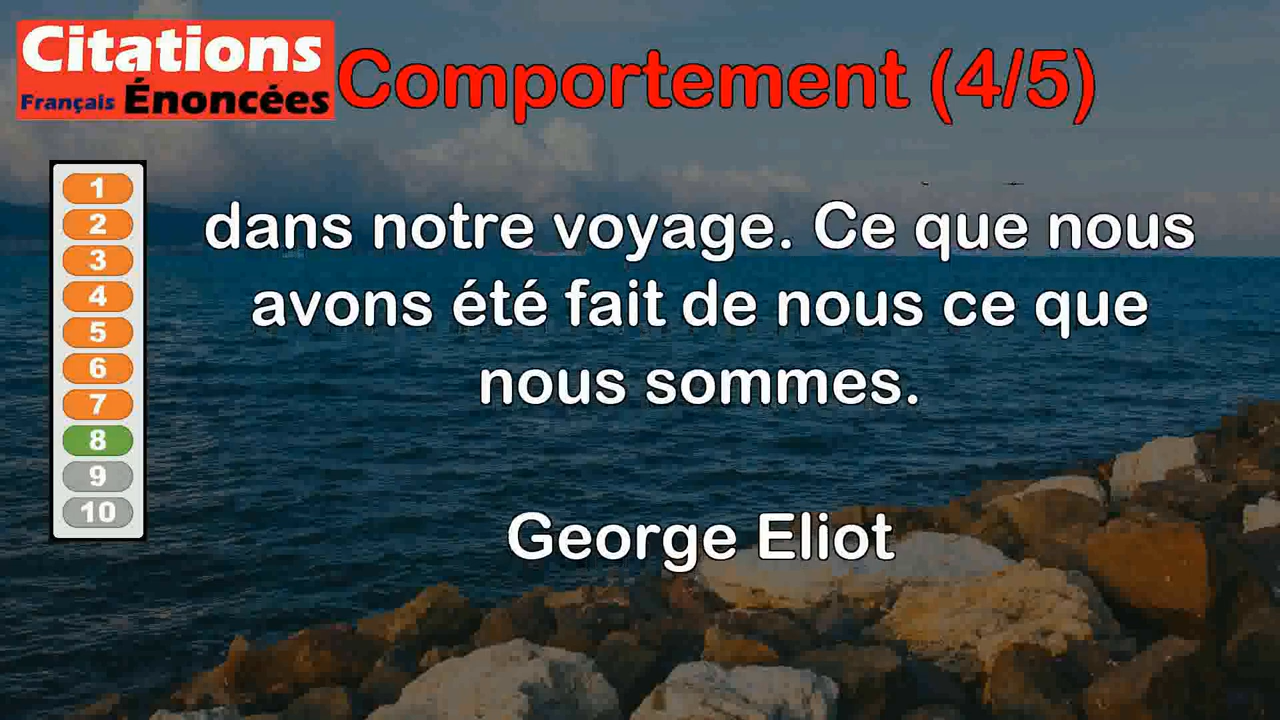 Citations
Français Énoncées
Comportement (4/5)
1
2
3
4
5
6
7
8
9
10
dans notre voyage. Ce que nous
avons été fait de nous ce que
nous sommes.
George Eliot